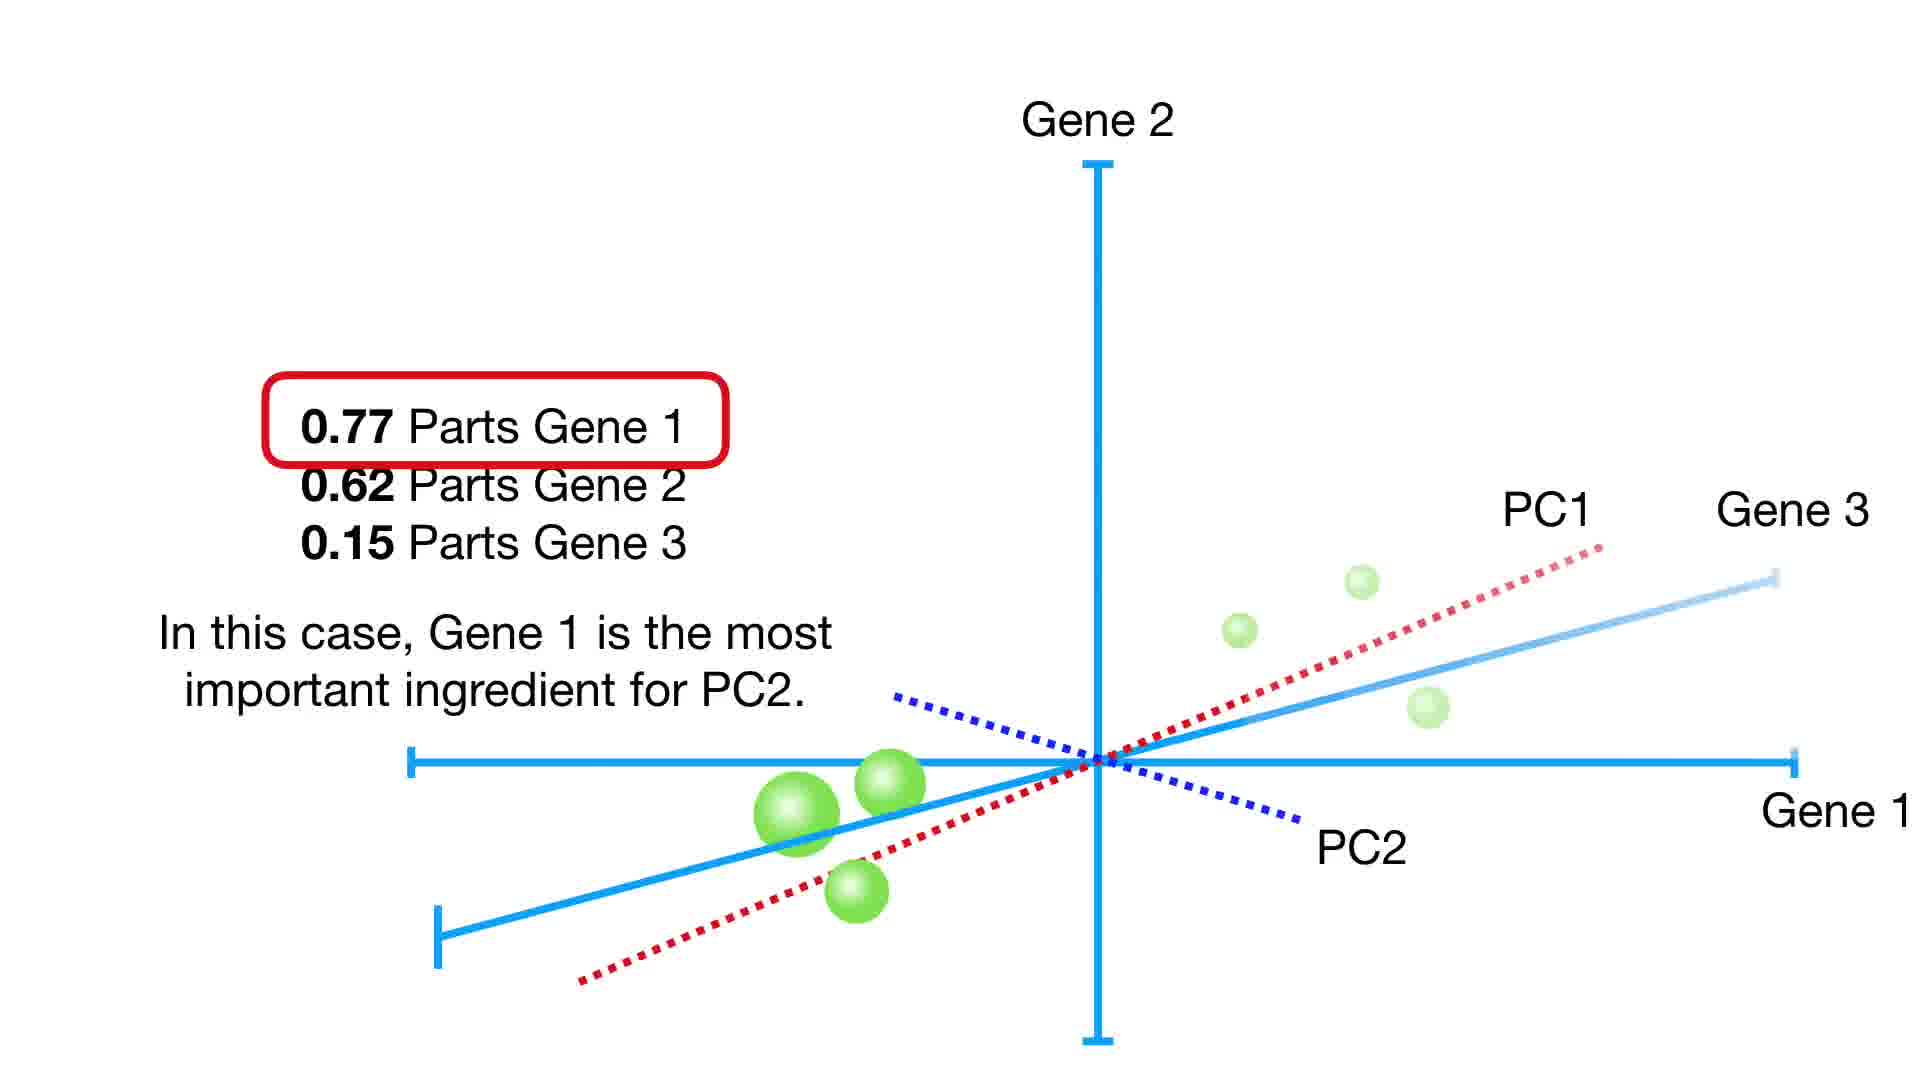 Gene 2
0.77 Parts Gene 1
0.62 Parts Gene 2
0.15 Parts Gene 3
In this case, Gene 1 is the most
important ingredient for PC2.
PC1
Gene 3
Gene 1
PC2